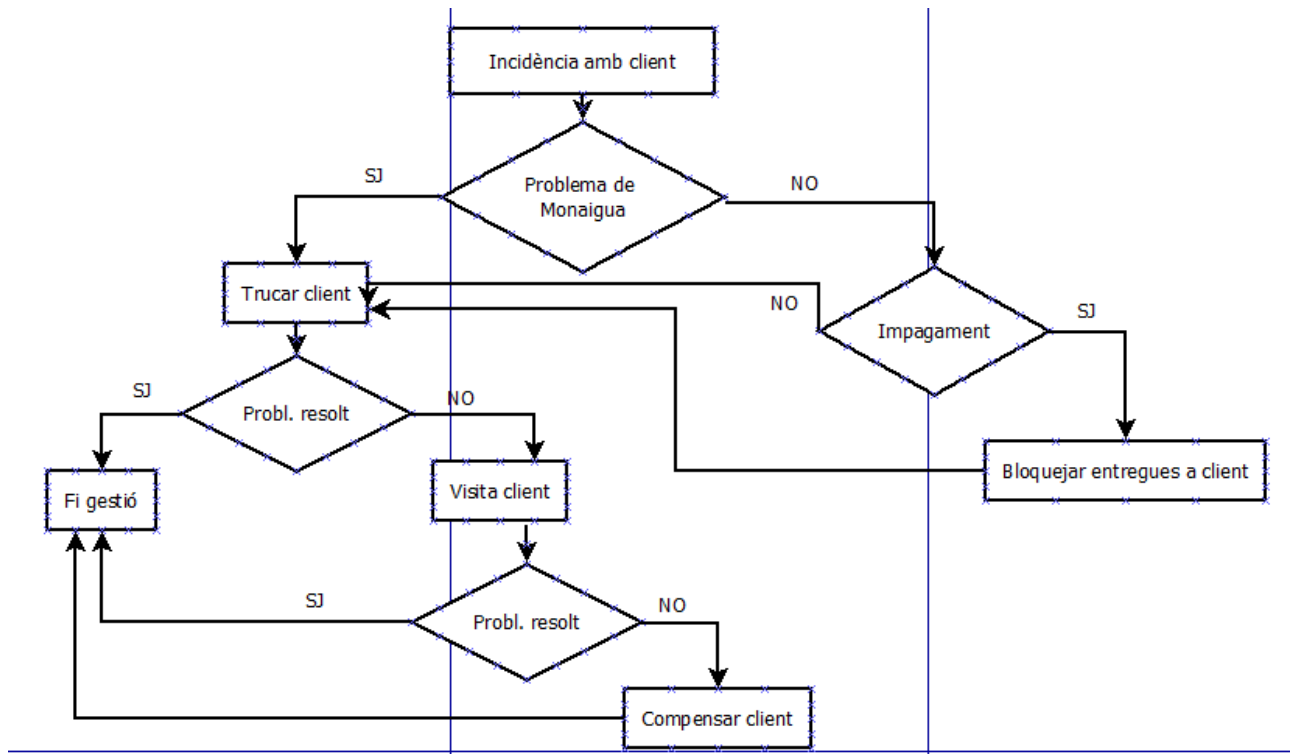 Incidència amb client
Problema de
Monaigua
SJ
NO
Trucar client
NO
Impagament
SJ
SJ
Probl. resolt
NO
Bloquejar entregues a client
Fi gestió
Visita client
SJ
Probl. resolt
NO
Compensar client